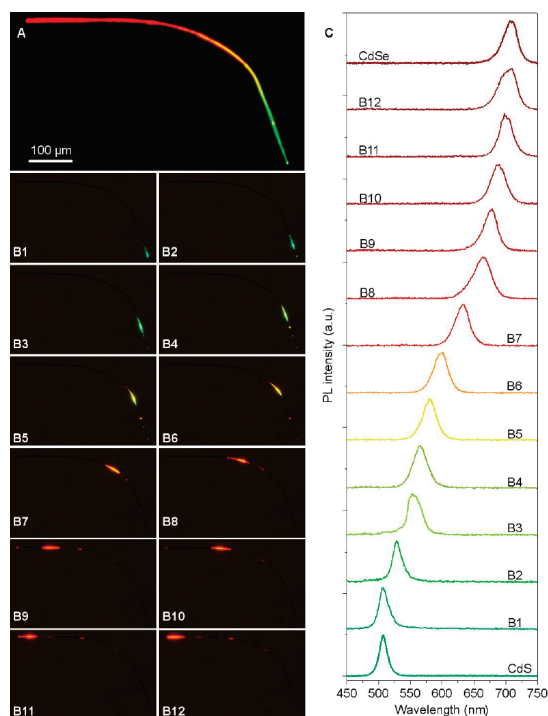 A
100 µm
B1
B2
B3
B4
B5
B6
B7
B8
B9
B10
B11
B12
C
CdSe
B12
B11
B10
B9
B8
B7
B6
B5
B4
B3
B2
B1
CdS
PL intensity (a.u.)
450 500 550 600 650 700 750
Wavelength (nm)